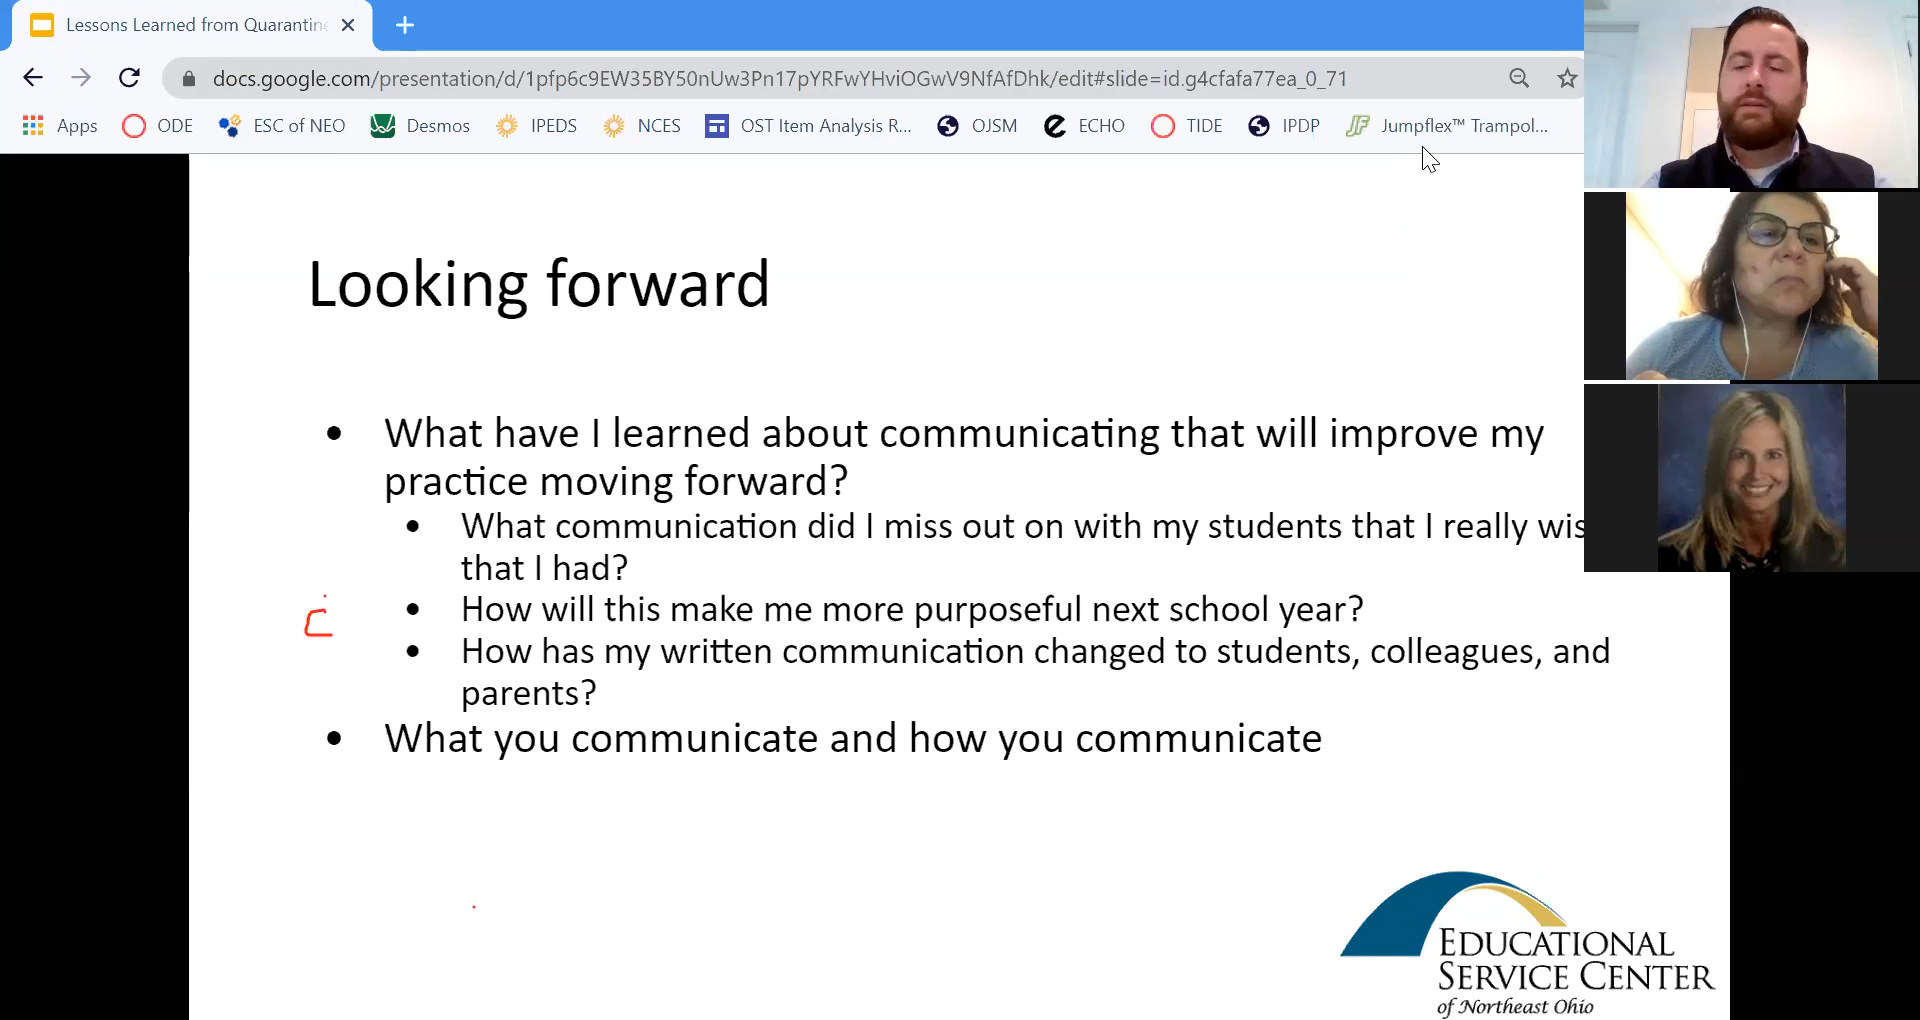 Lessons Learned from Quarantine
docs.google.com/presentation/d/1pfp6c9EW35BY50nUw3Pn17pYRFwYHviOGwV9NfAfDhk/edit#slide=id.g4cfafa77ea_0_71
Apps ODE ESC of NEO Desmos IPEDS NCES OST Item Analysis R... OJSM ECHO TIDE IPDP Jumpflex™ Trampol...
Looking forward
• What have I learned about communicating that will improve my
practice moving forward?
• What communication did I miss out on with my students that I really wis
that I had?
• How will this make me more purposeful next school year?
• How has my written communication changed to students, colleagues, and
parents?
• What you communicate and how you communicate
EDUCATIONAL
SERVICE CENTER
of Northeast Ohio